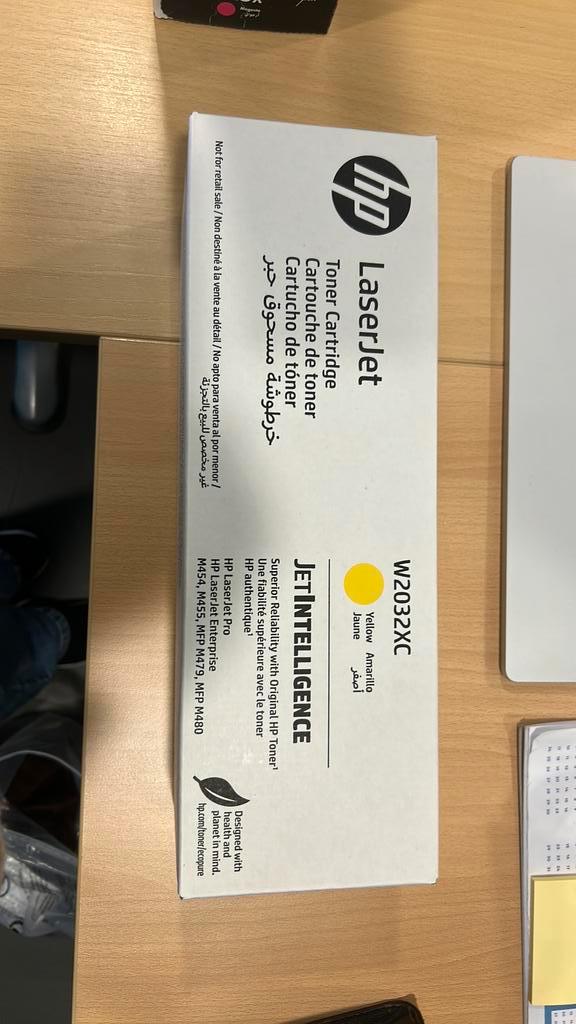 hp
LaserJet
Toner Cartridge
Cartouche de toner
Cartucho de tóner
خرطوشة مسحوق حبر
Not for retail sale / Non destiné à la vente au détail / No apto para venta al por menor /
غير مخصص للبيع بالتجزئة
W2032XC
Yellow Amarillo
Jaune أصفر
JETINTELLIGENCE
Superior Reliability with Original HP Toner¹
Une fiabilité supérieure avec le toner
HP authentique¹
HP LaserJet Pro
HP LaserJet Enterprise
M454, M455, MFP M479, MFP M480
Designed with
health and
planet in mind.
hp.com/toner/ecopure
Magenta